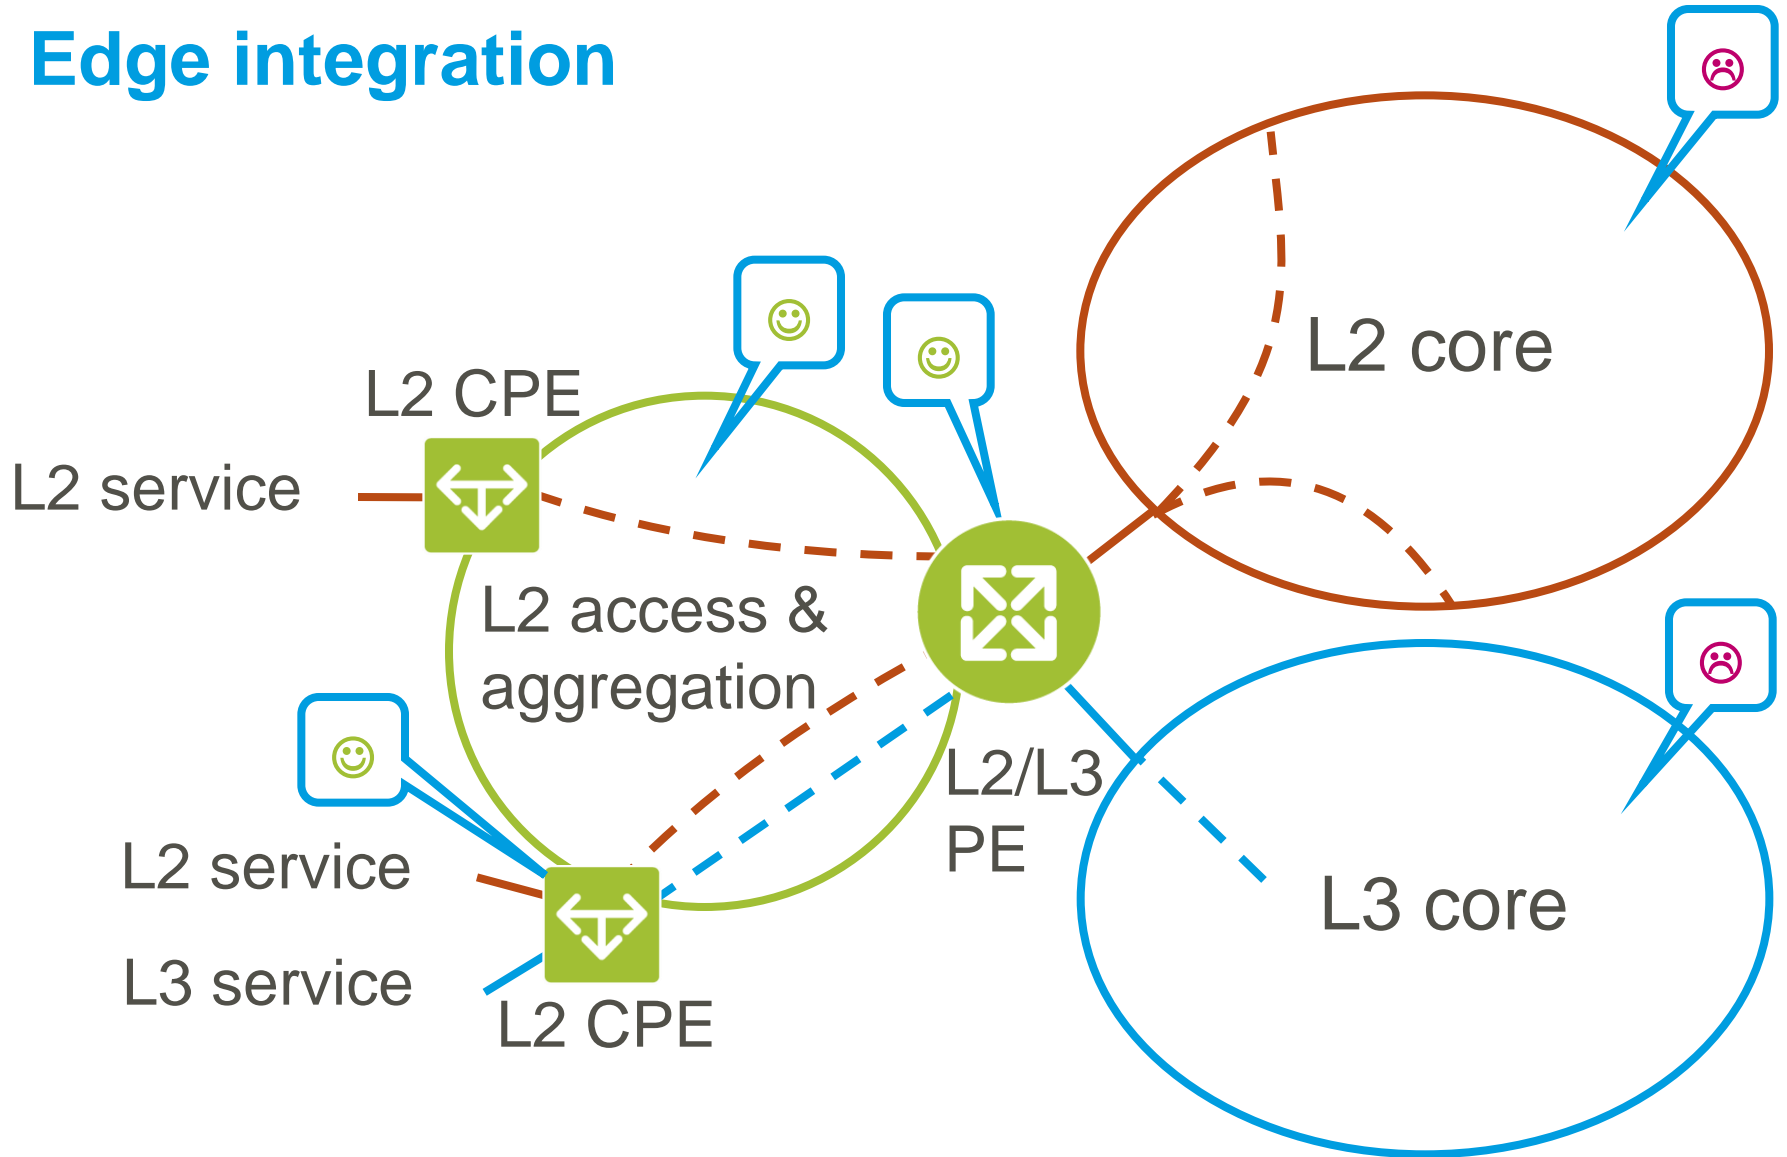 Edge integration
L2 core
L2 CPE
L2 service
L2 access &
aggregation
L2/L3
PE
L2 service
L3 core
L3 service
L2 CPE